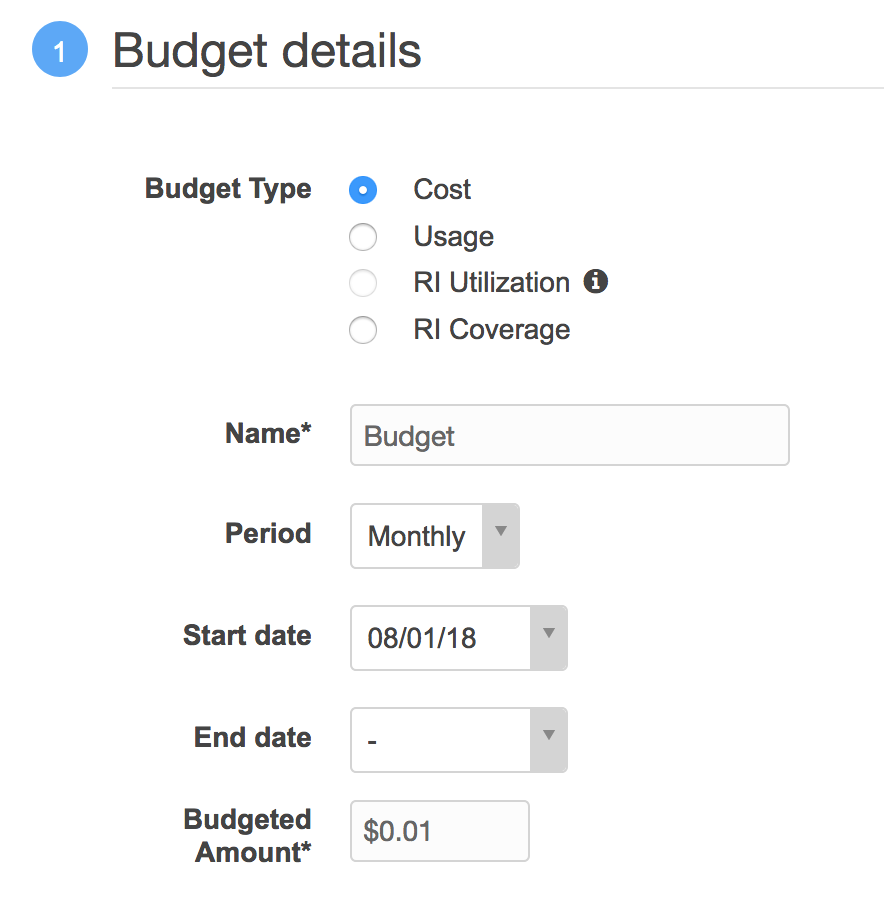 1 Budget details
Budget Type Cost
Usage
RI Utilization i
RI Coverage
Name* Budget
Period Monthly
Start date 08/01/18
End date -
Budgeted
Amount* $0.01